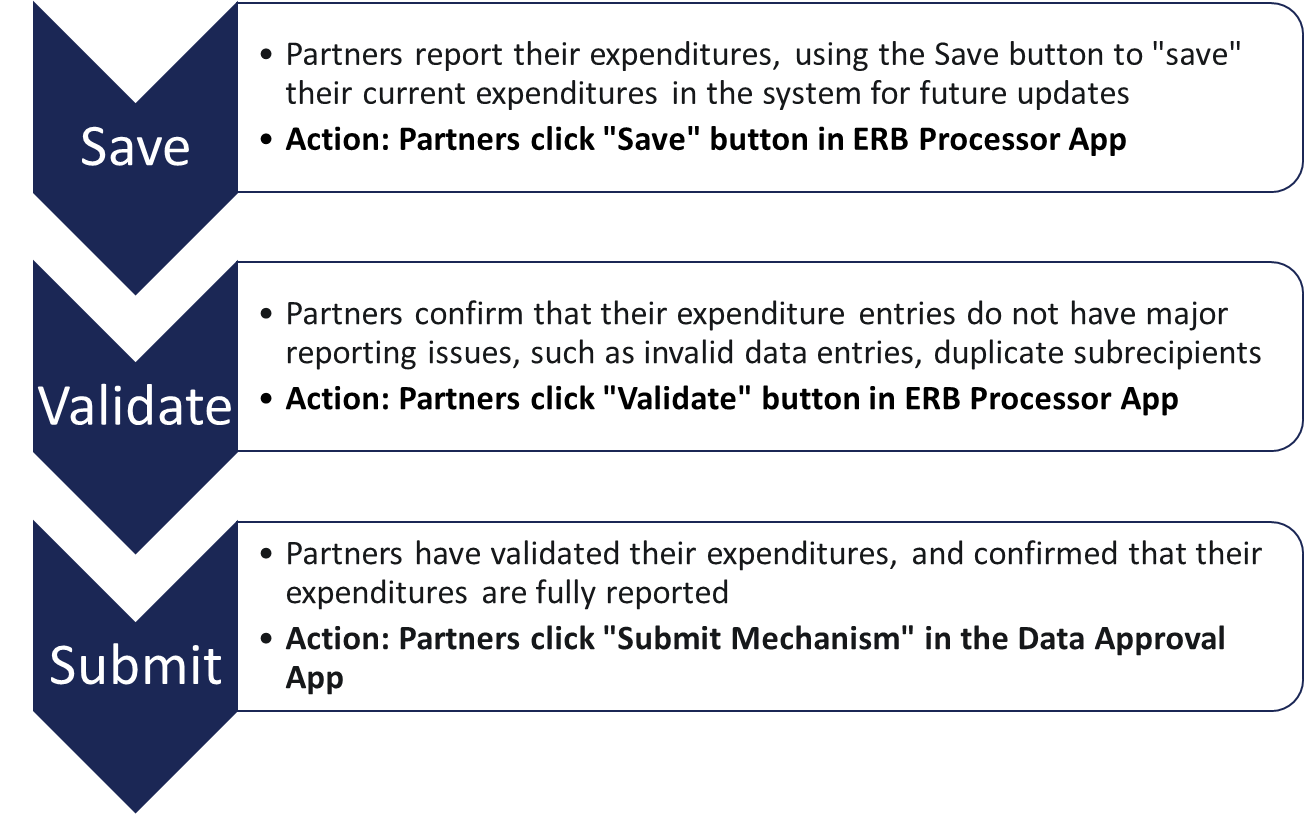 Save
• Partners report their expenditures, using the Save button to "save"
their current expenditures in the system for future updates
• Action: Partners click "Save" button in ERB Processor App
Validate
• Partners confirm that their expenditure entries do not have major
reporting issues, such as invalid data entries, duplicate subrecipients
• Action: Partners click "Validate" button in ERB Processor App
Submit
• Partners have validated their expenditures, and confirmed that their
expenditures are fully reported
• Action: Partners click "Submit Mechanism" in the Data Approval
App